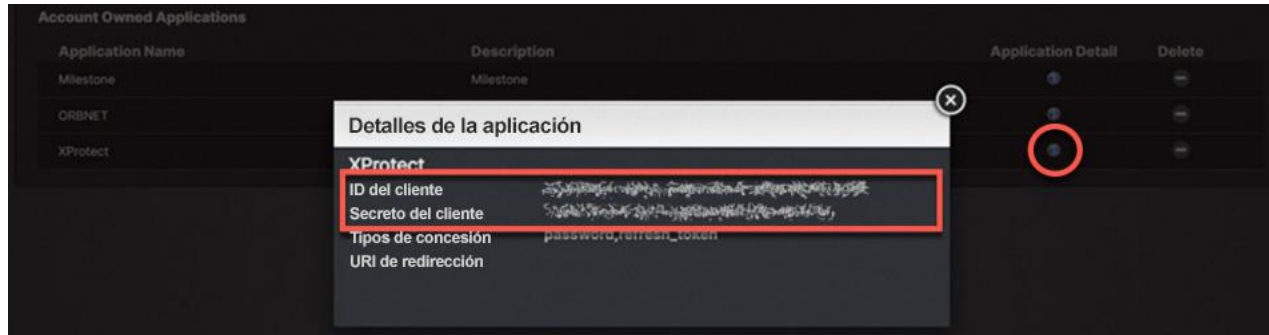 Account Owned Applications
Application Name Description Application Detail Delete
Milestone Milestone
ORBNET
XProtect
Detalles de la aplicación
XProtect
ID del cliente
Secreto del cliente
Tipos de concesión password,refresh_token
URI de redirección